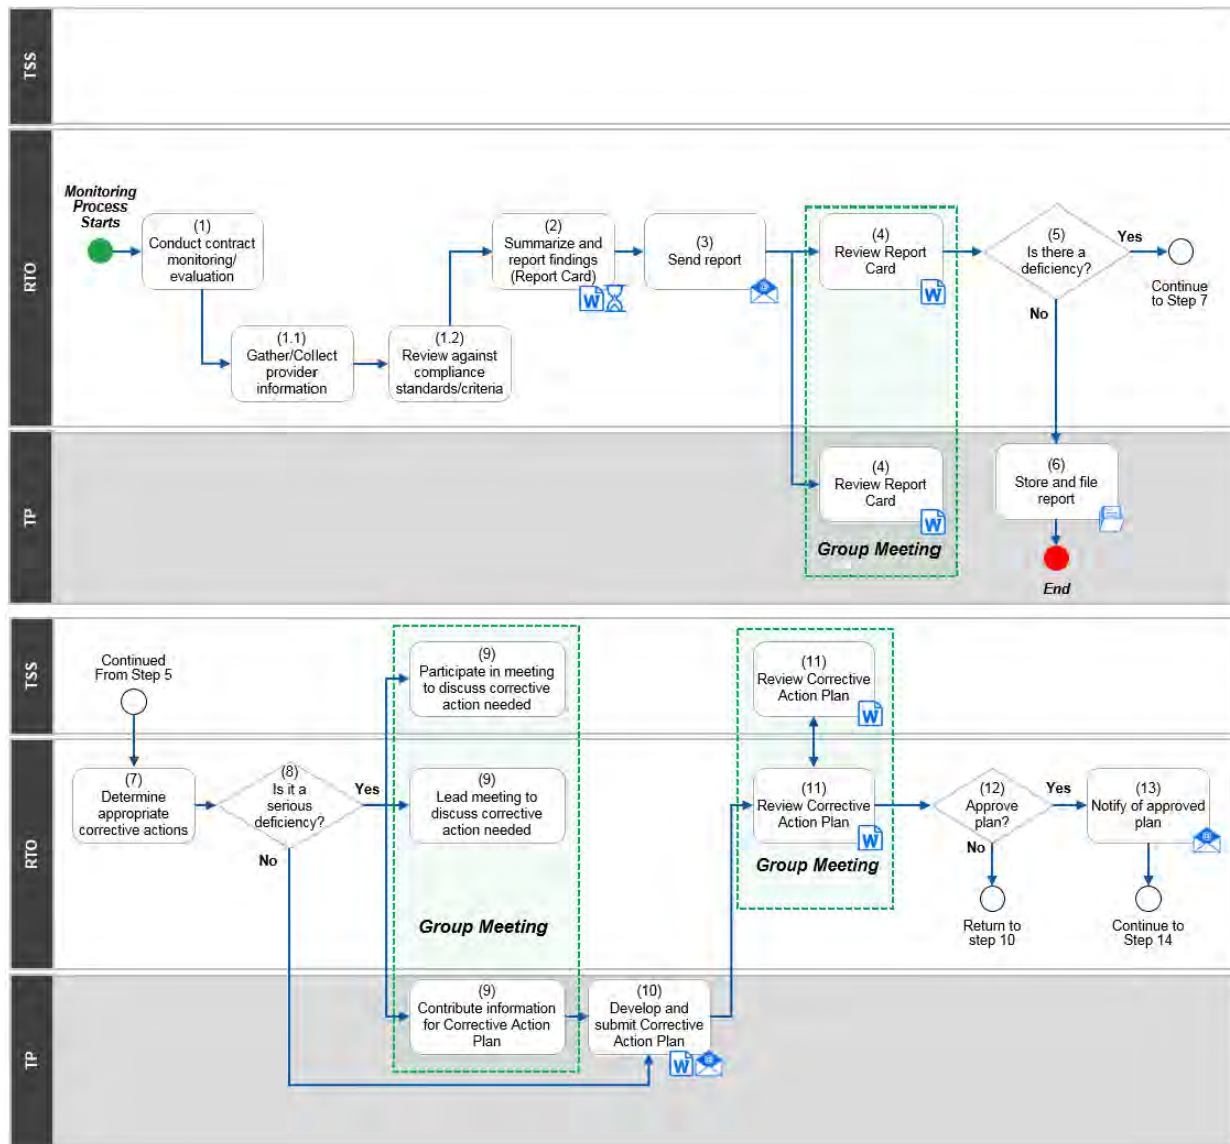 TSS
RTO
Monitoring
Process
Starts
(1)
Conduct contract
monitoring/
evaluation
(1.1)
Gather/Collect
provider
information
(1.2)
Review against
compliance
standards/criteria
(2)
Summarize and
report findings
(Report Card)
W
(3)
Send report
@
(4)
Review Report
Card
W
(5)
Is there a
deficiency?
Yes
Continue
to Step 7
No
TP
(4)
Review Report
Card
W
Group Meeting
(6)
Store and file
report
End
TSS
Continued
From Step 5
(9)
Participate in meeting
to discuss corrective
action needed
(11)
Review Corrective
Action Plan
W
RTO
(7)
Determine
appropriate
corrective actions
(8)
Is it a
serious
deficiency?
Yes
No
(9)
Lead meeting to
discuss corrective
action needed
Group Meeting
(11)
Review Corrective
Action Plan
W
Group Meeting
(12)
Approve
plan?
Yes
No
Return to
step 10
(13)
Notify of approved
plan
@
Continue to
Step 14
TP
(9)
Contribute information
for Corrective Action
Plan
(10)
Develop and
submit Corrective
Action Plan
W
@